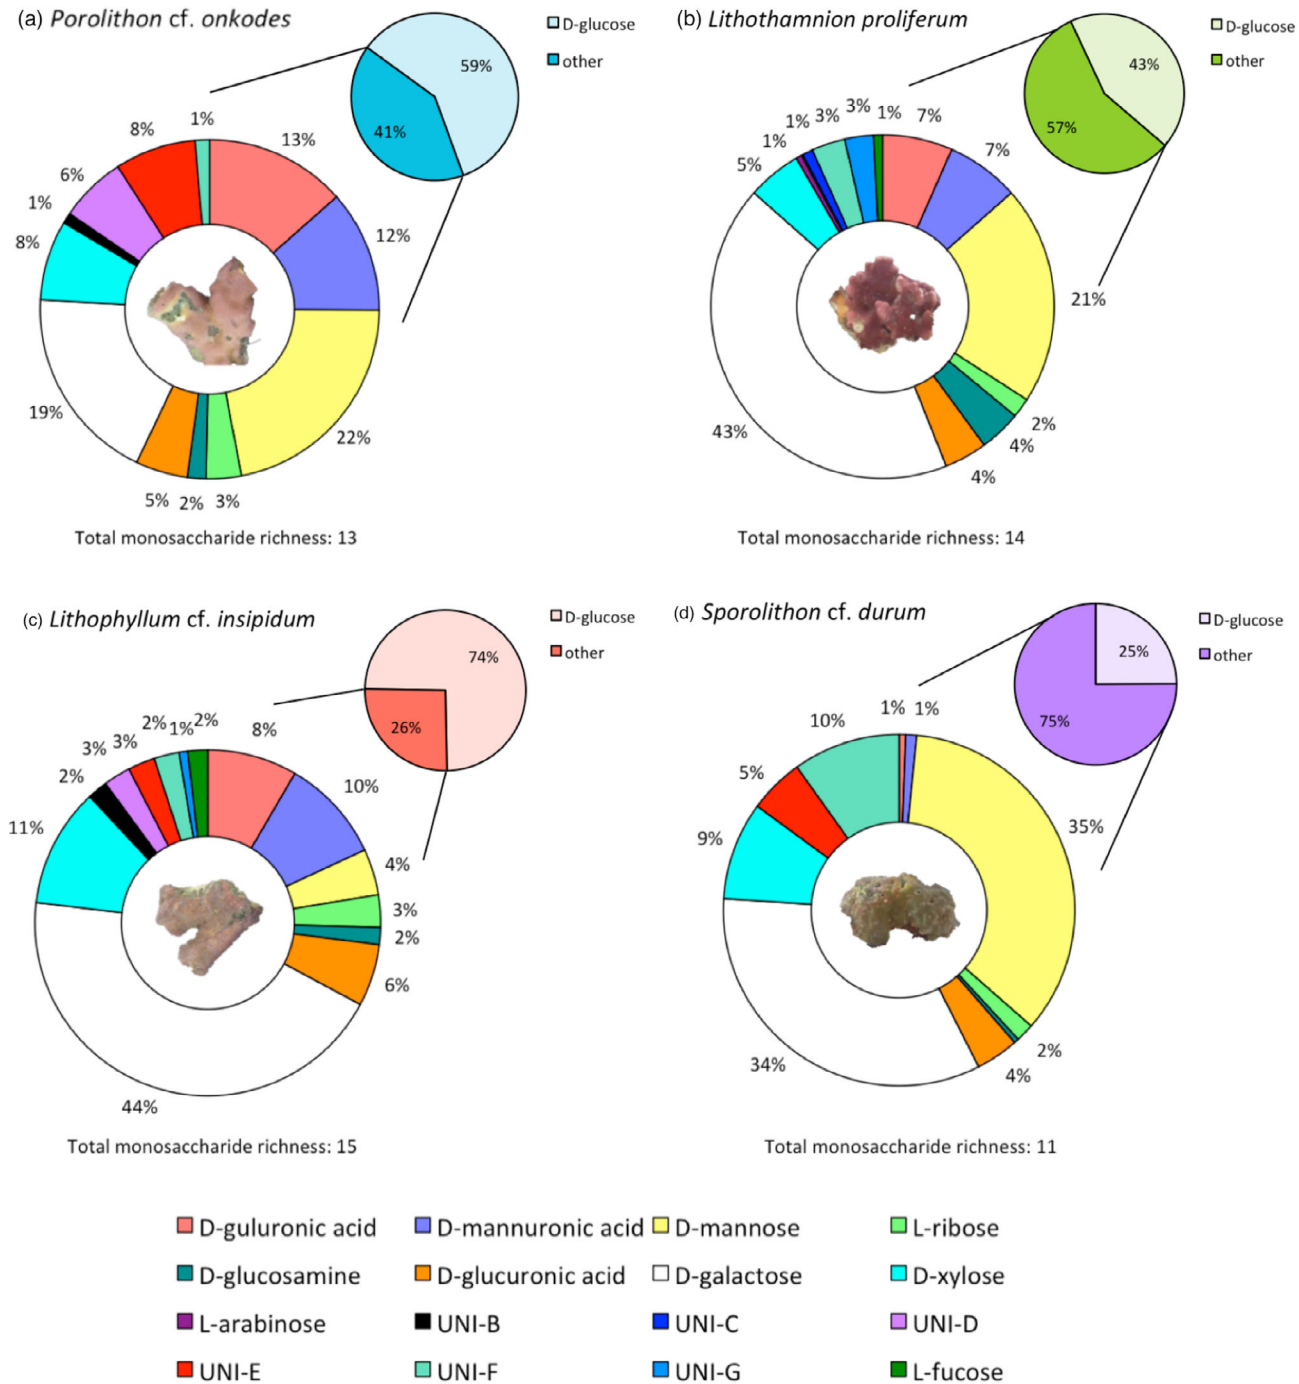 (a) Porolithon cf. onkodes
D-glucose
other
59%
41%
1%
13%
12%
22%
3%
2%
5%
19%
8%
1%
6%
8%
Total monosaccharide richness: 13
(b) Lithothamnion proliferum
D-glucose
other
43%
57%
1%
7%
7%
21%
2%
4%
4%
43%
5%
1%
1%
3%
3%
Total monosaccharide richness: 14
(c) Lithophyllum cf. insipidum
D-glucose
other
74%
26%
8%
10%
4%
3%
2%
6%
44%
11%
2%
3%
3%
2%
1%
2%
Total monosaccharide richness: 15
(d) Sporolithon cf. durum
D-glucose
other
25%
75%
1%
1%
35%
2%
4%
34%
9%
5%
10%
Total monosaccharide richness: 11
D-guluronic acid D-mannuronic acid D-mannose L-ribose
D-glucosamine D-glucuronic acid D-galactose D-xylose
L-arabinose UNI-B UNI-C UNI-D
UNI-E UNI-F UNI-G L-fucose